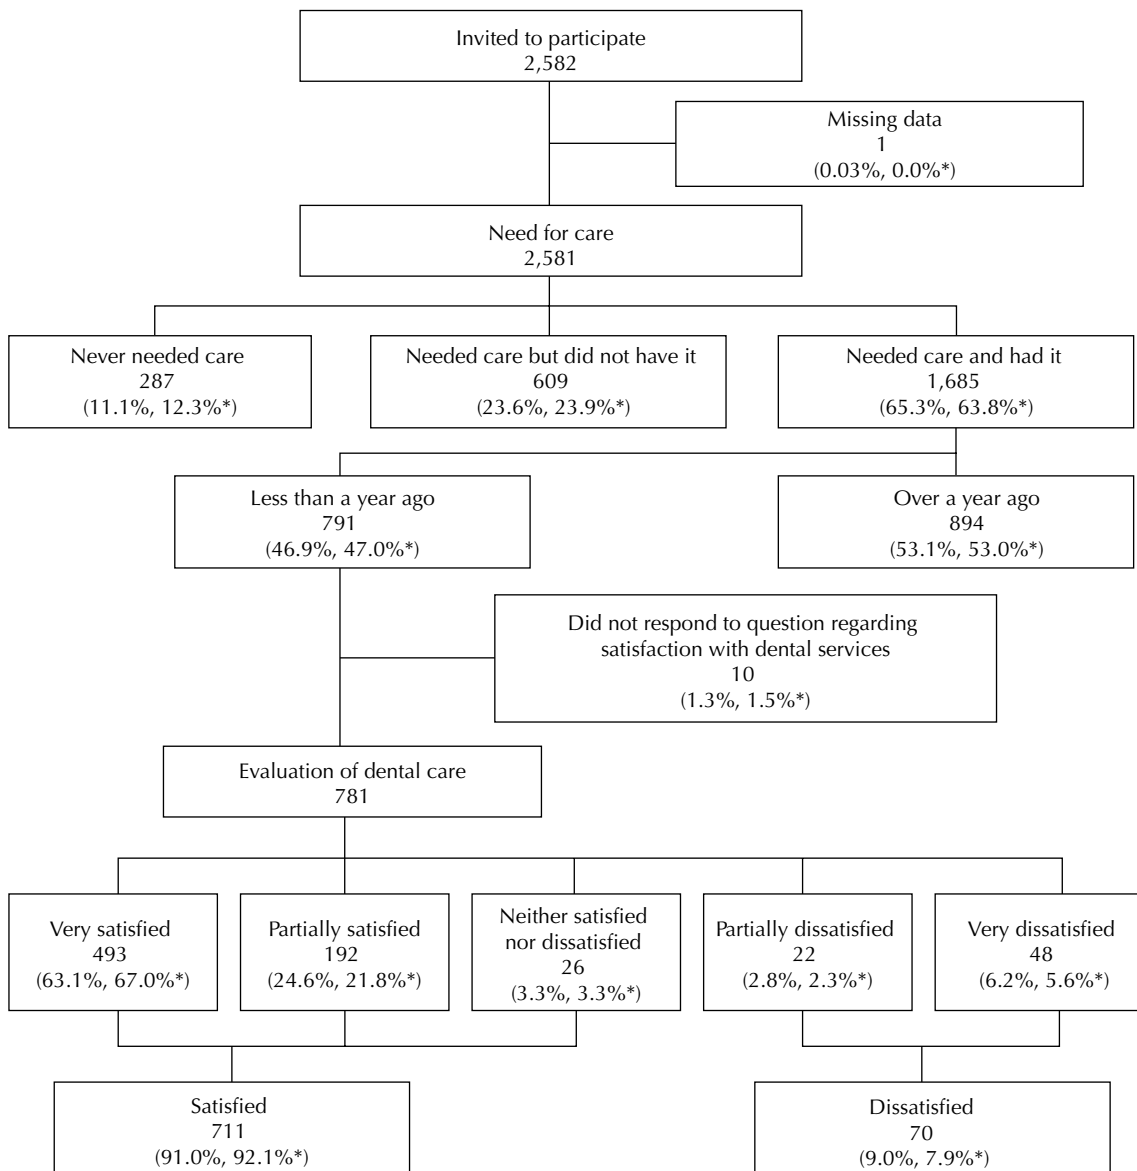 Invited to participate
2,582
Missing data
1
(0.03%, 0.0%*)
Need for care
2,581
Never needed care
287
(11.1%, 12.3%*)
Needed care but did not have it
609
(23.6%, 23.9%*)
Needed care and had it
1,685
(65.3%, 63.8%*)
Less than a year ago
791
(46.9%, 47.0%*)
Over a year ago
894
(53.1%, 53.0%*)
Did not respond to question regarding
satisfaction with dental services
10
(1.3%, 1.5%*)
Evaluation of dental care
781
Very satisfied
493
(63.1%, 67.0%*)
Partially satisfied
192
(24.6%, 21.8%*)
Neither satisfied
nor dissatisfied
26
(3.3%, 3.3%*)
Partially dissatisfied
22
(2.8%, 2.3%*)
Very dissatisfied
48
(6.2%, 5.6%*)
Satisfied
711
(91.0%, 92.1%*)
Dissatisfied
70
(9.0%, 7.9%*)